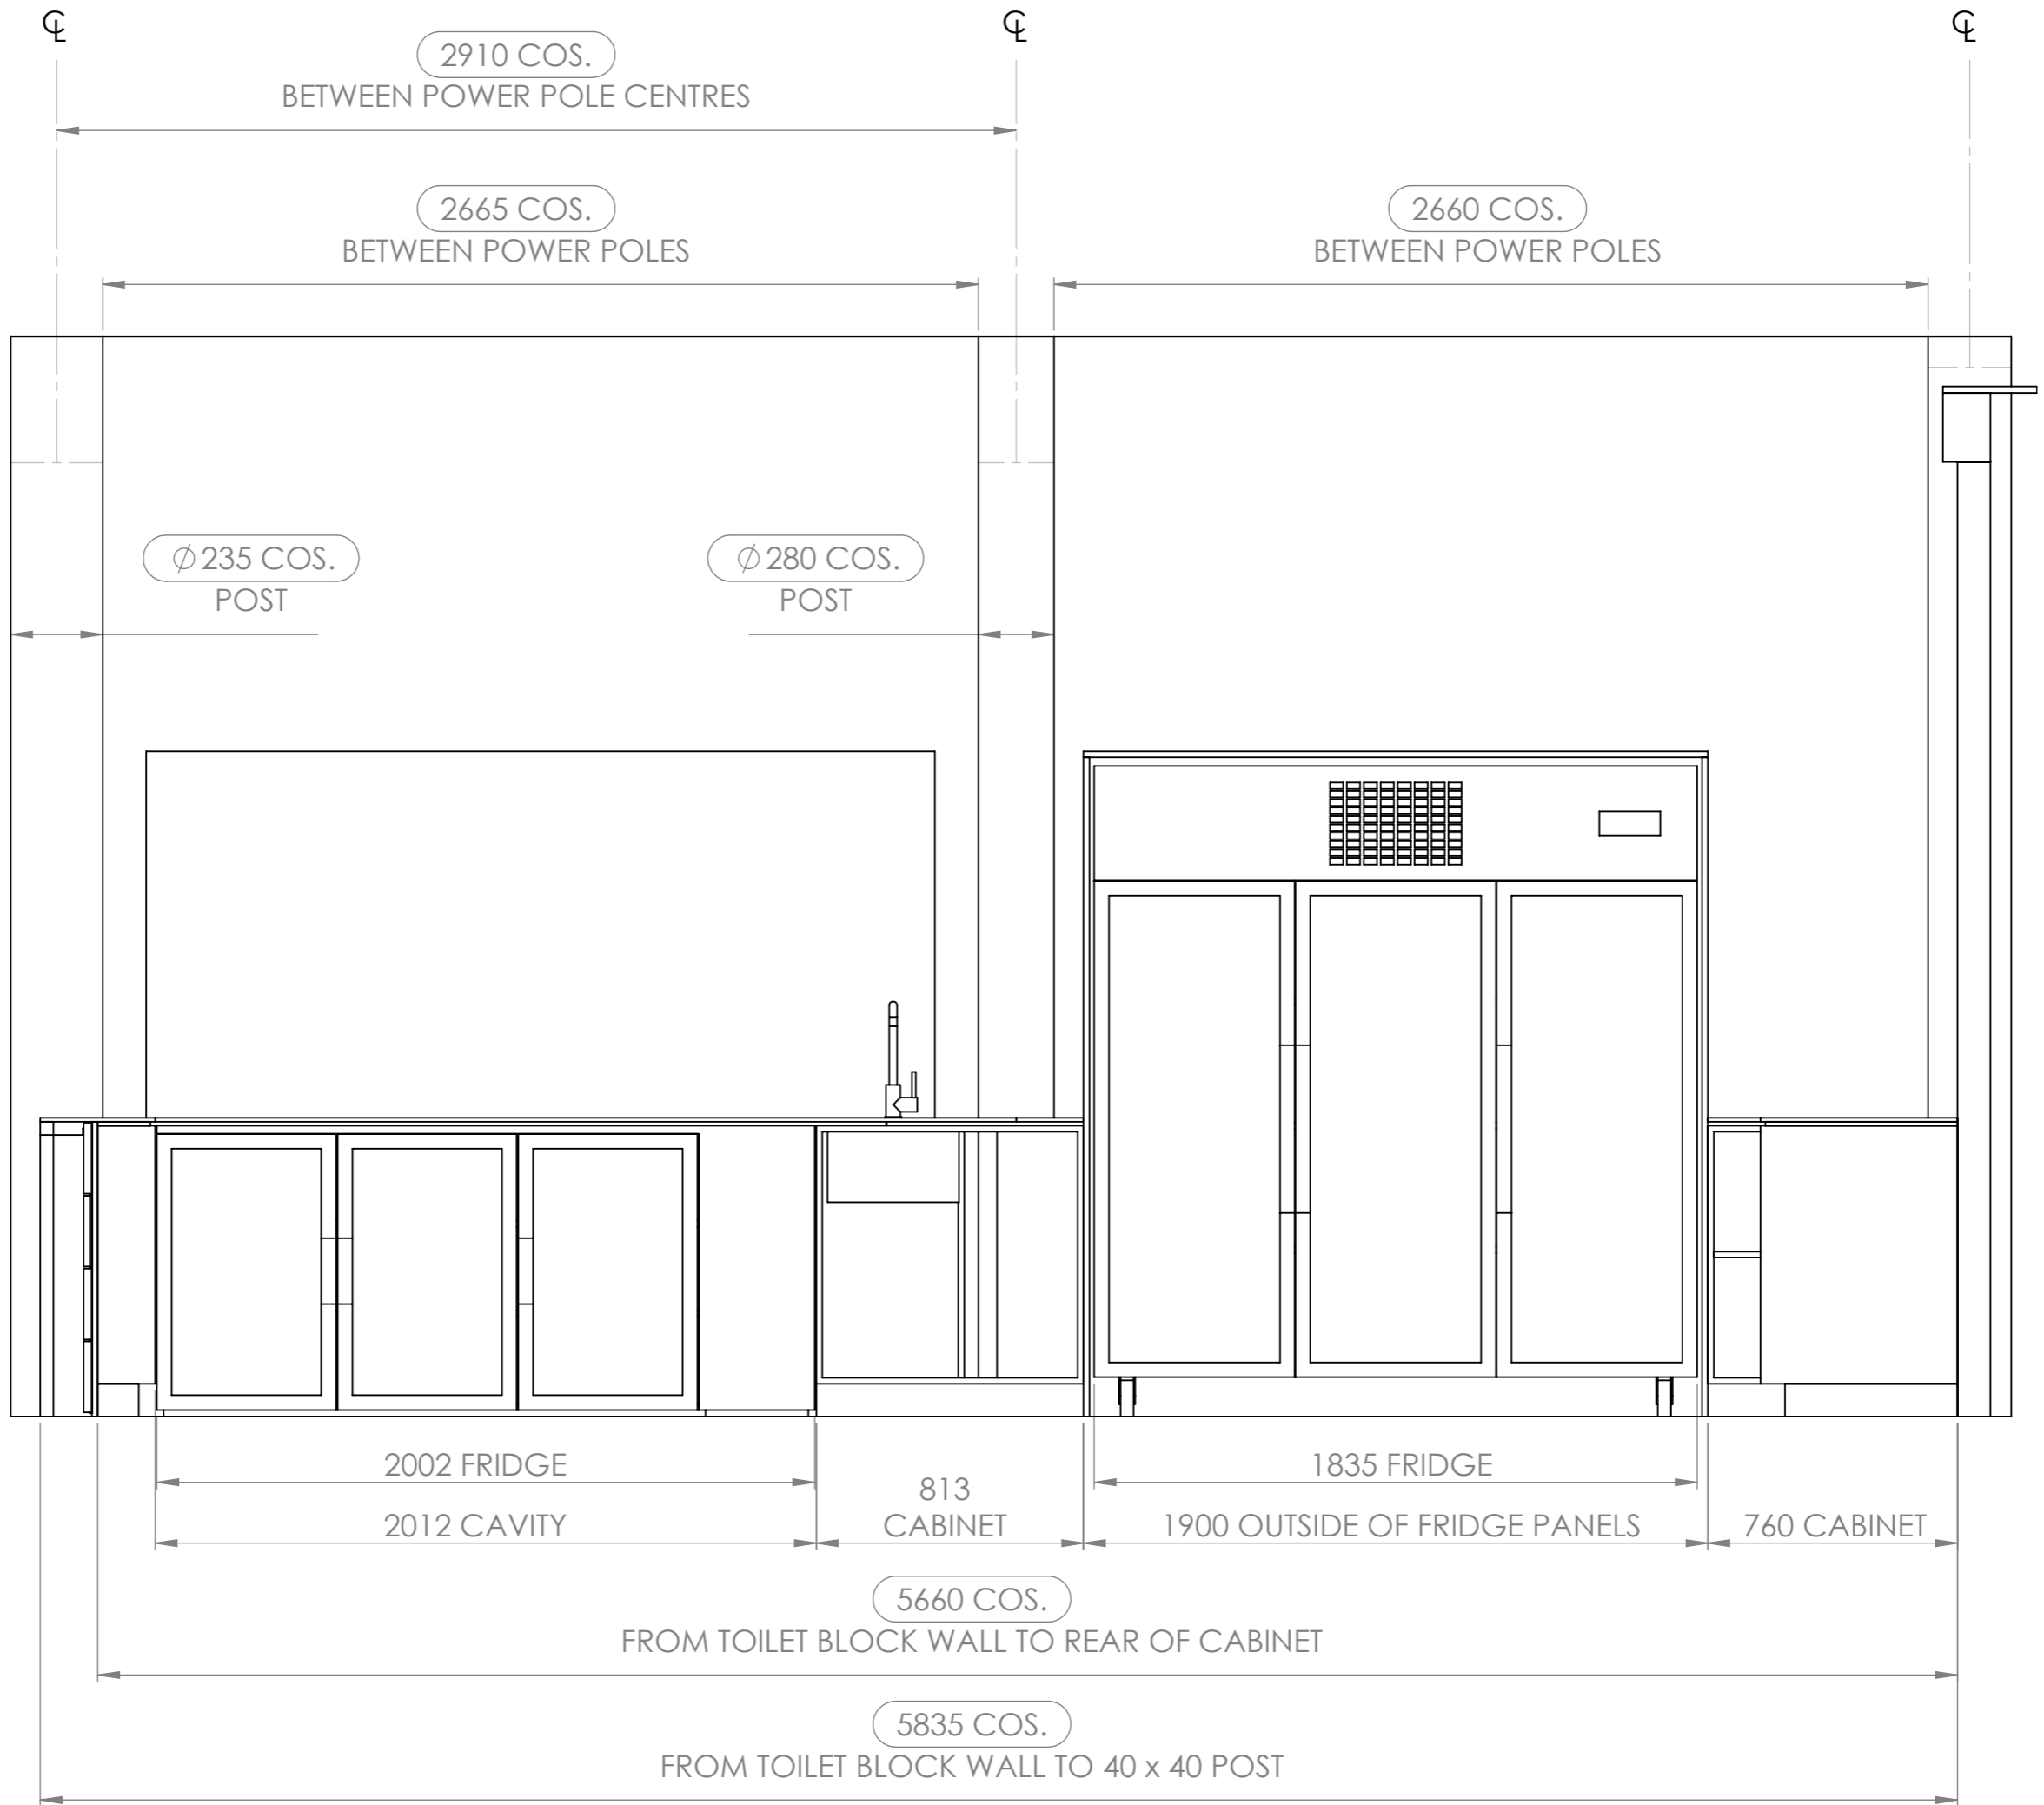 ℄ ℄ ℄
2910 COS.
BETWEEN POWER POLE CENTRES
2665 COS.
BETWEEN POWER POLES
2660 COS.
BETWEEN POWER POLES
∅235 COS.
POST
∅280 COS.
POST
2002 FRIDGE
1835 FRIDGE
2012 CAVITY
813
CABINET
1900 OUTSIDE OF FRIDGE PANELS
760 CABINET
5660 COS.
FROM TOILET BLOCK WALL TO REAR OF CABINET
5835 COS.
FROM TOILET BLOCK WALL TO 40 x 40 POST